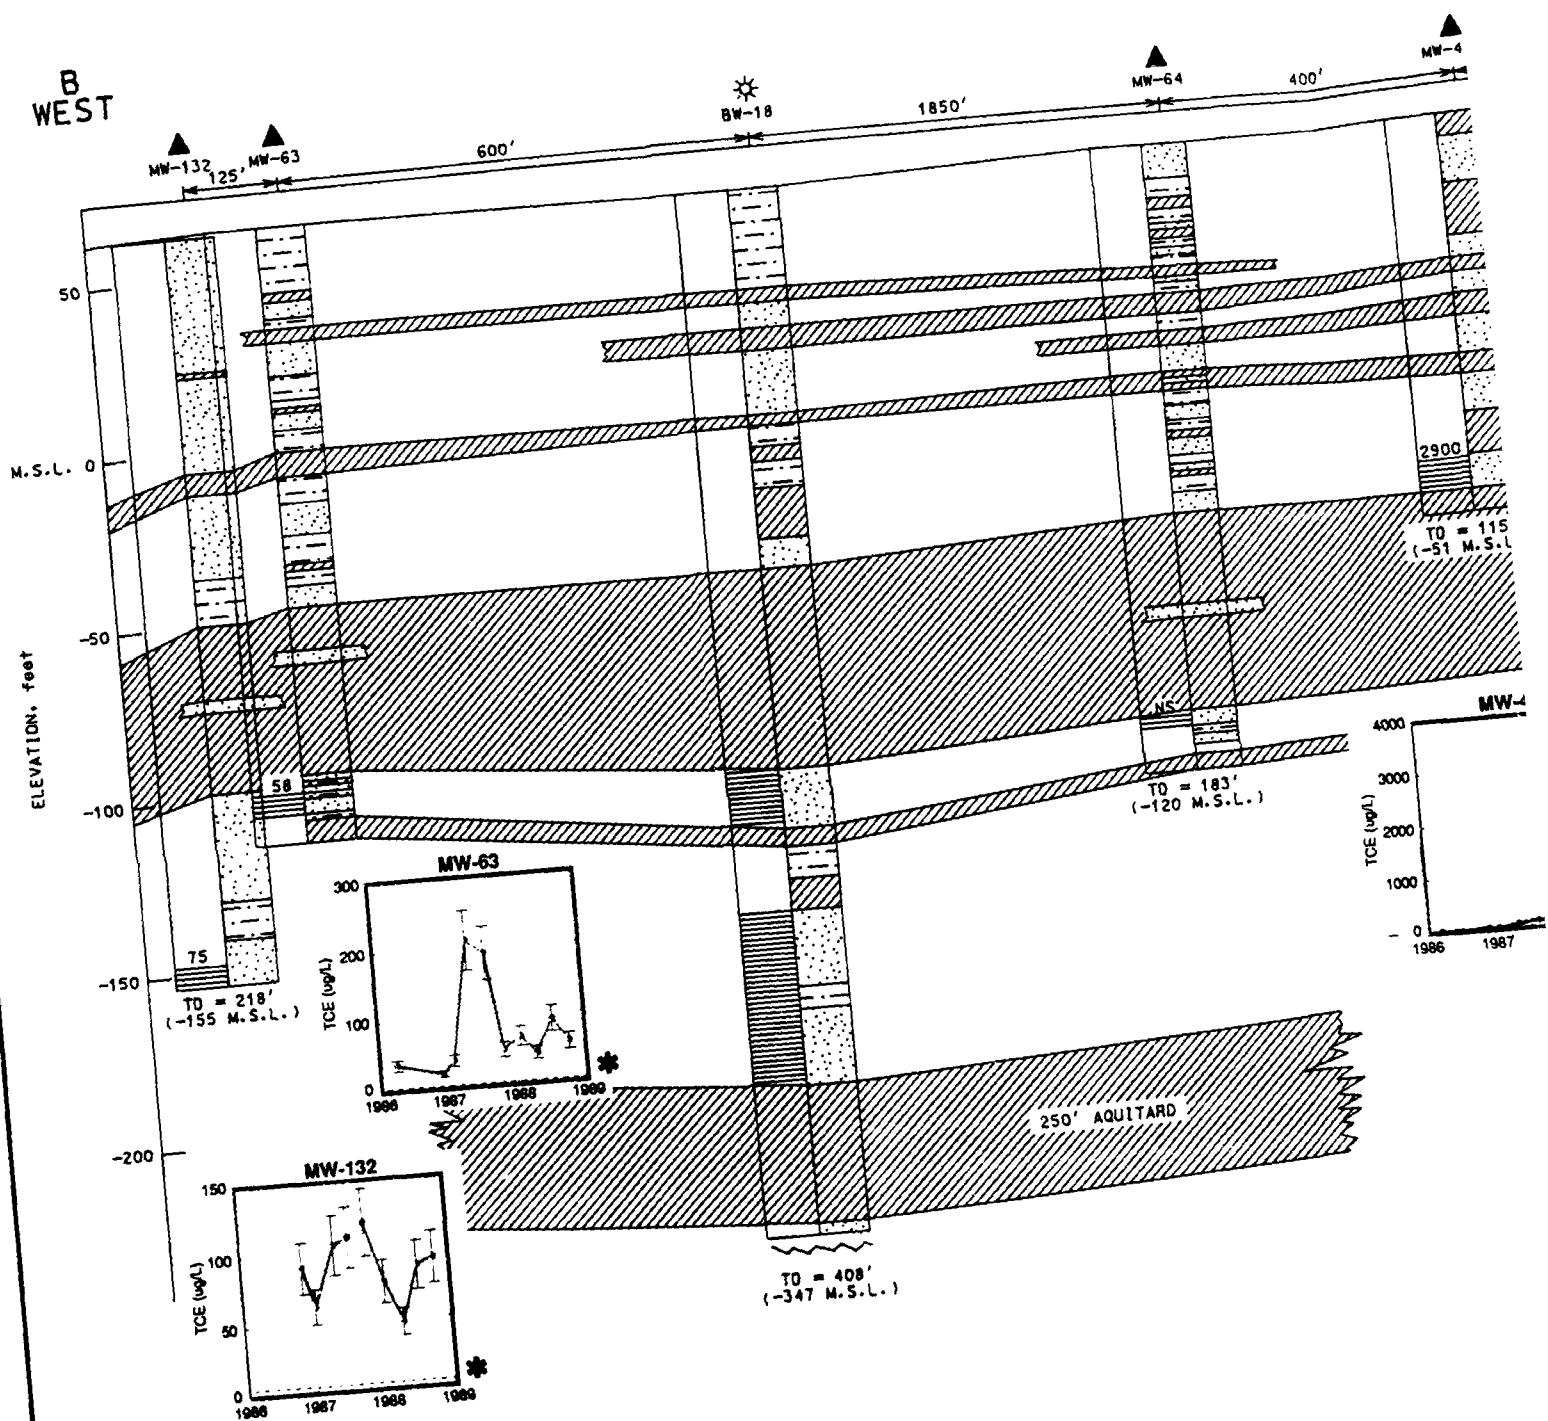 B
WEST
MW-132
125'
MW-63
600'
BW-18
1850'
MW-64
400'
MW-4
50
M.S.L. 0
-50
-100
-150
-200
ELEVATION, feet
2900
TD = 115
(-51 M.S.L
NS
TD = 183'
(-120 M.S.L.)
58
75
TD = 218'
(-155 M.S.L.)
MW-63
300
200
100
0
TCE (ug/L)
1986 1987 1988 1989
*
MW-132
150
100
50
0
TCE (ug/L)
1986 1987 1988 1989
*
250' AQUITARD
TD = 408'
(-347 M.S.L.)
MW-4
4000
3000
2000
1000
0
TCE (ug/L)
1986 1987